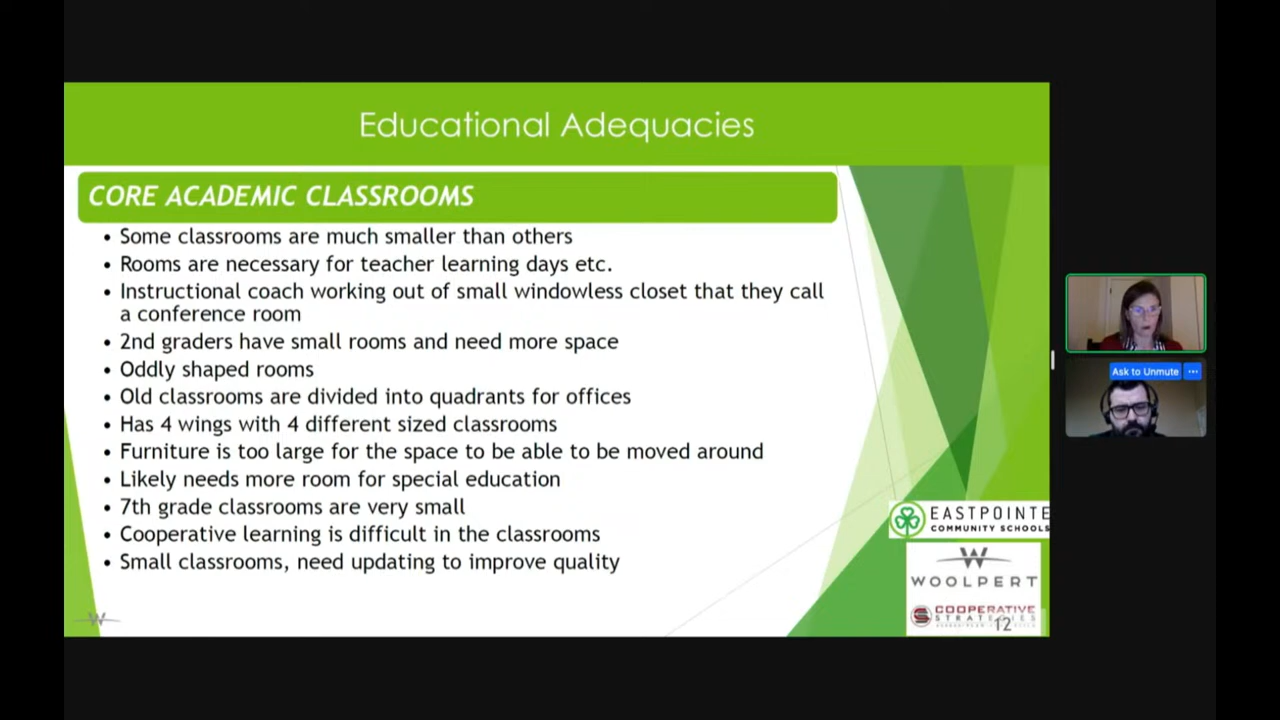 Educational Adequacies
CORE ACADEMIC CLASSROOMS
• Some classrooms are much smaller than others
• Rooms are necessary for teacher learning days etc.
• Instructional coach working out of small windowless closet that they call
a conference room
• 2nd graders have small rooms and need more space
• Oddly shaped rooms
• Old classrooms are divided into quadrants for offices
• Has 4 wings with 4 different sized classrooms
• Furniture is too large for the space to be able to be moved around
• Likely needs more room for special education
• 7th grade classrooms are very small
• Cooperative learning is difficult in the classrooms
• Small classrooms, need updating to improve quality
Ask to Unmute
EASTPOINTE
COMMUNITY SCHOOLS
WOOLPERT
COOPERATIVE
STRATEGIES
12